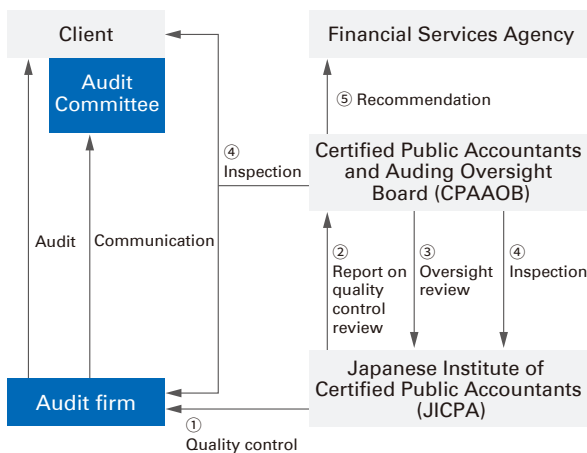 Client
Audit
Committee
Financial Services Agency
⑤ Recommendation
④
Inspection
Certified Public Accountants
and Auding Oversight
Board (CPAAOB)
Audit
Communication
②
Report on
quality
control
review
③
Oversight
review
④
Inspection
Audit firm
Japanese Institute of
Certified Public Accountants
(JICPA)
①
Quality control